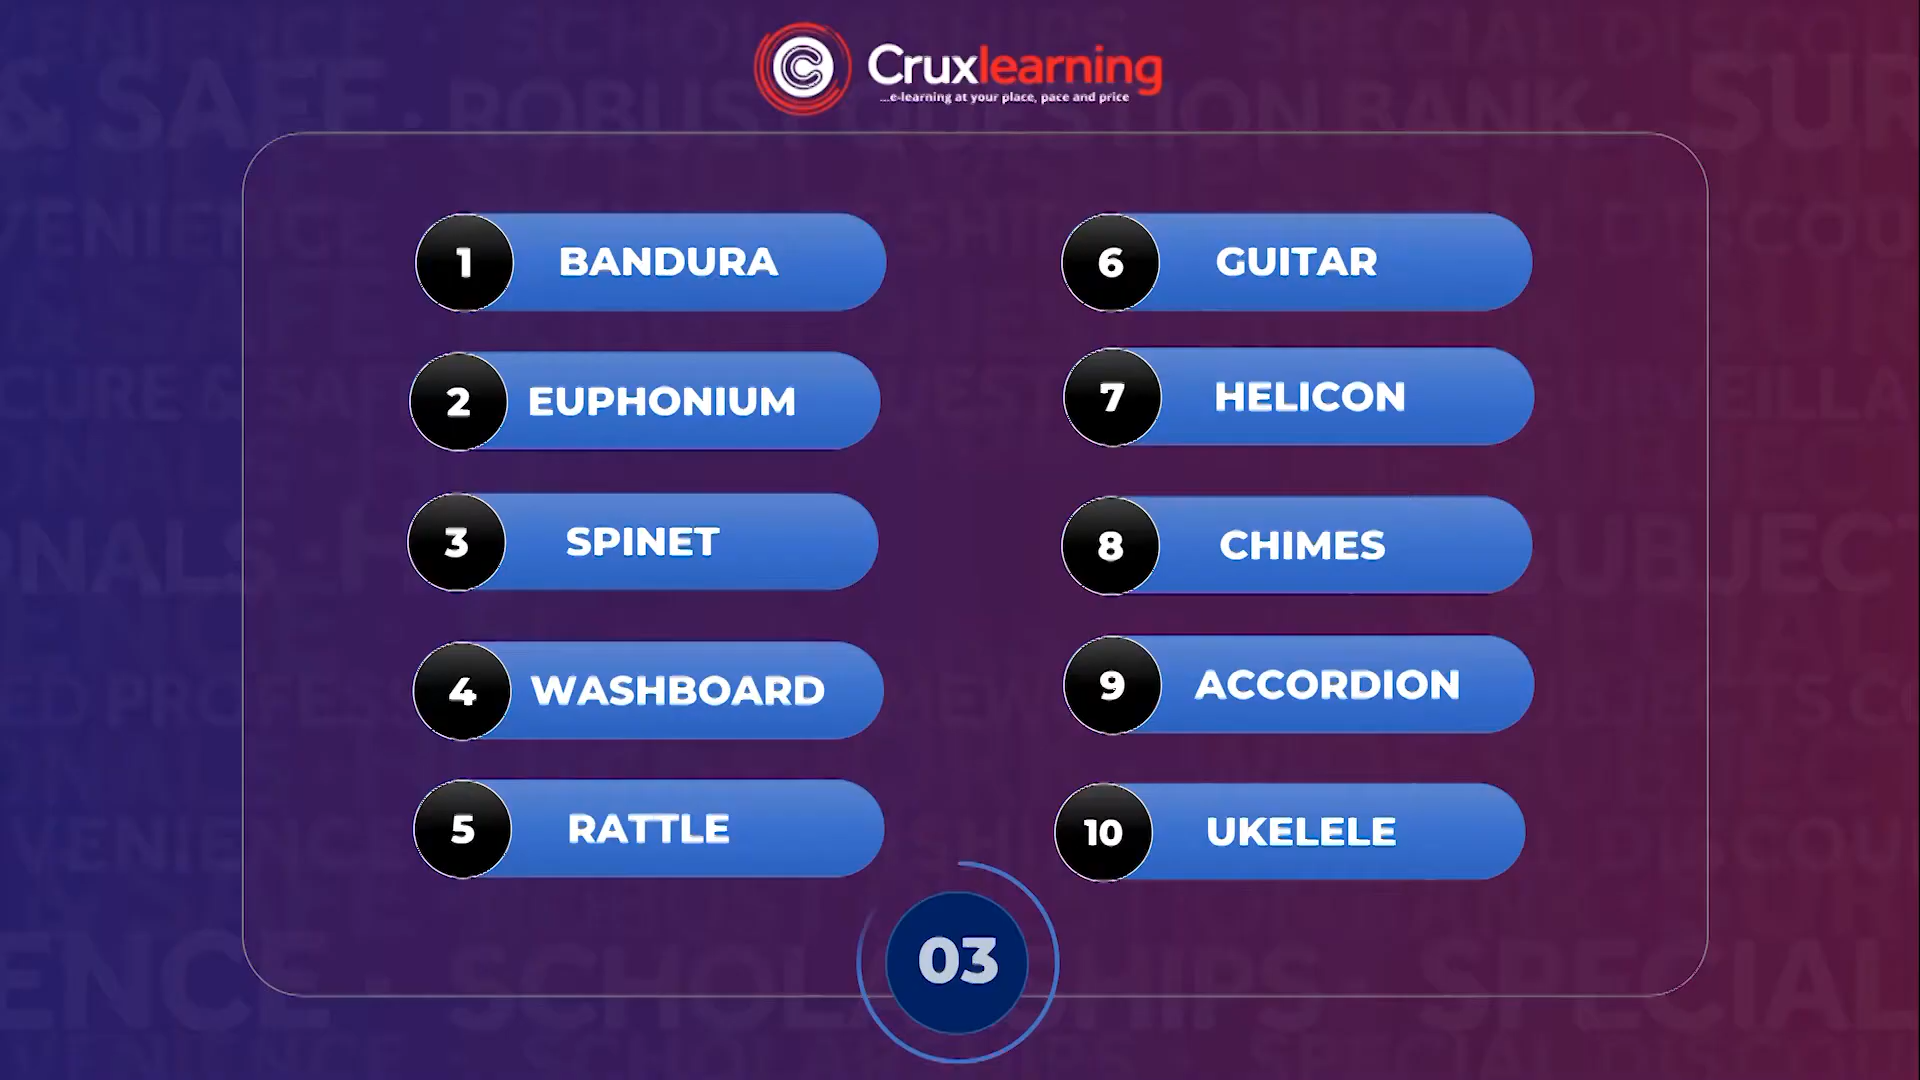 Cruxlearning
...e-learning at your place, pace and price
1 BANDURA
2 EUPHONIUM
3 SPINET
4 WASHBOARD
5 RATTLE
6 GUITAR
7 HELICON
8 CHIMES
9 ACCORDION
10 UKELELE
03